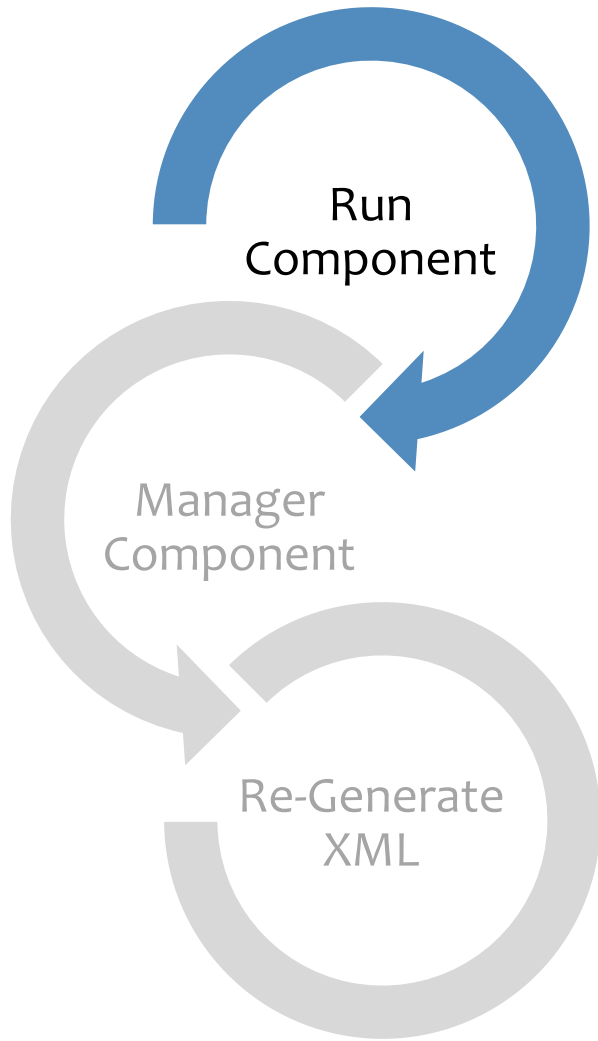 Run
Component
Manager
Component
Re-Generate
XML